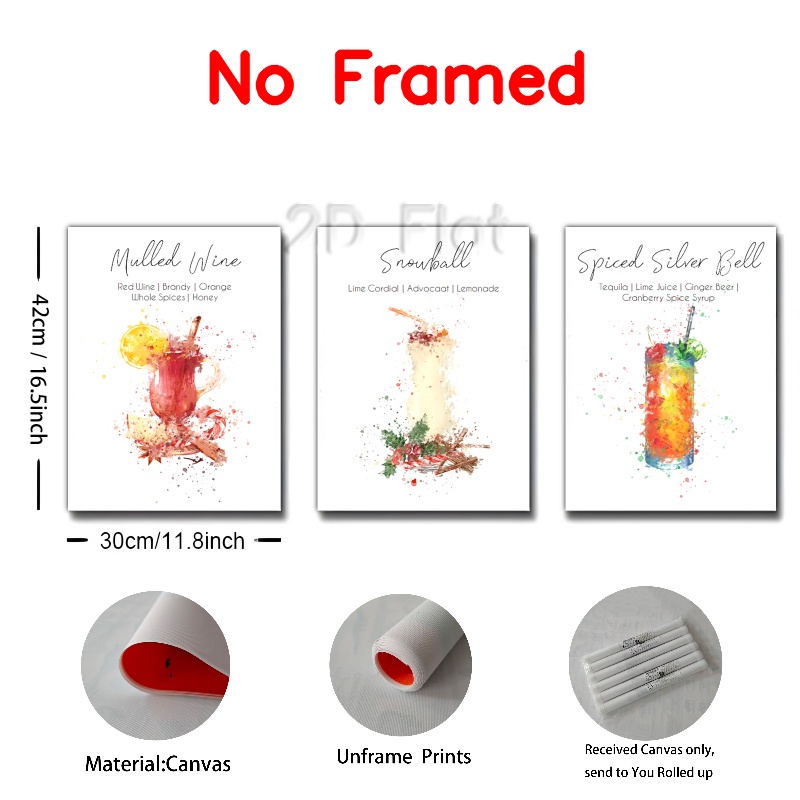 No Framed
2D Flat
Mulled Wine
Red Wine | Brandy | Orange
Whole Spices | Honey
Snowball
Lime Cordial | Advocaat | Lemonade
Spiced Silver Bell
Tequila | Lime Juice | Ginger Beer |
Cranberry Spice Syrup
42cm / 16.5inch
30cm/11.8inch
Material:Canvas
Unframe Prints
Received Canvas only,
send to You Rolled up